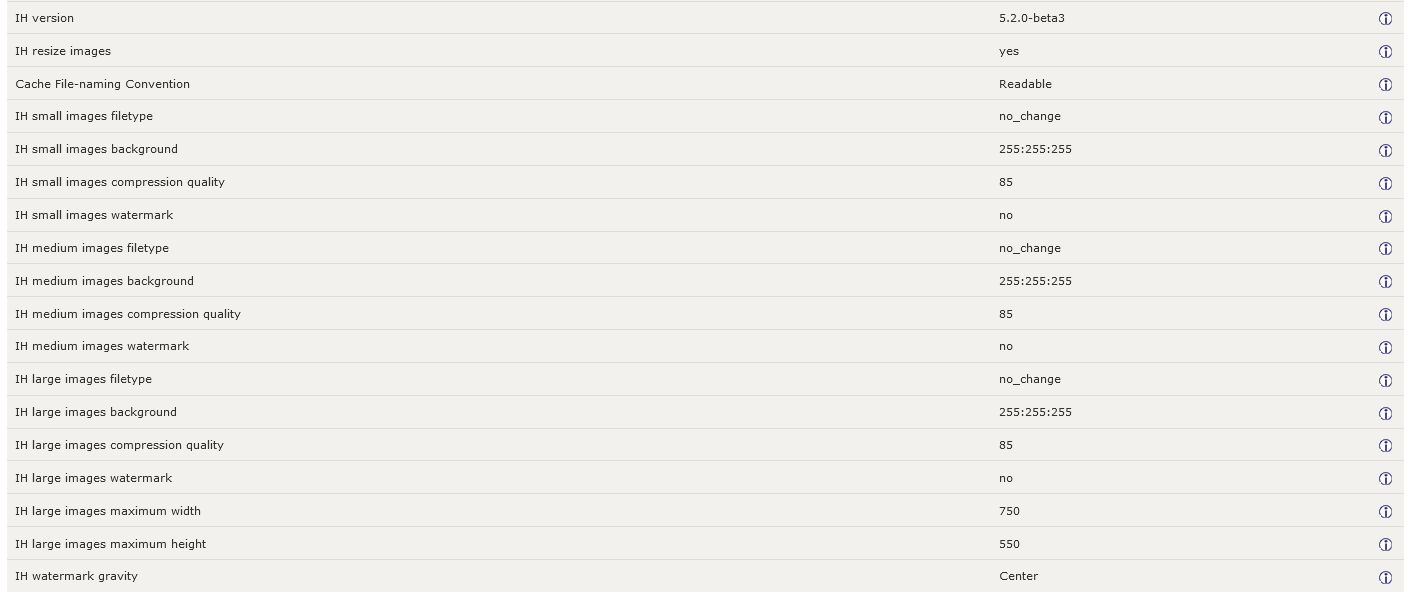 IH version 5.2.0-beta3
IH resize images yes
Cache File-naming Convention Readable
IH small images filetype no_change
IH small images background 255:255:255
IH small images compression quality 85
IH small images watermark no
IH medium images filetype no_change
IH medium images background 255:255:255
IH medium images compression quality 85
IH medium images watermark no
IH large images filetype no_change
IH large images background 255:255:255
IH large images compression quality 85
IH large images watermark no
IH large images maximum width 750
IH large images maximum height 550
IH watermark gravity Center